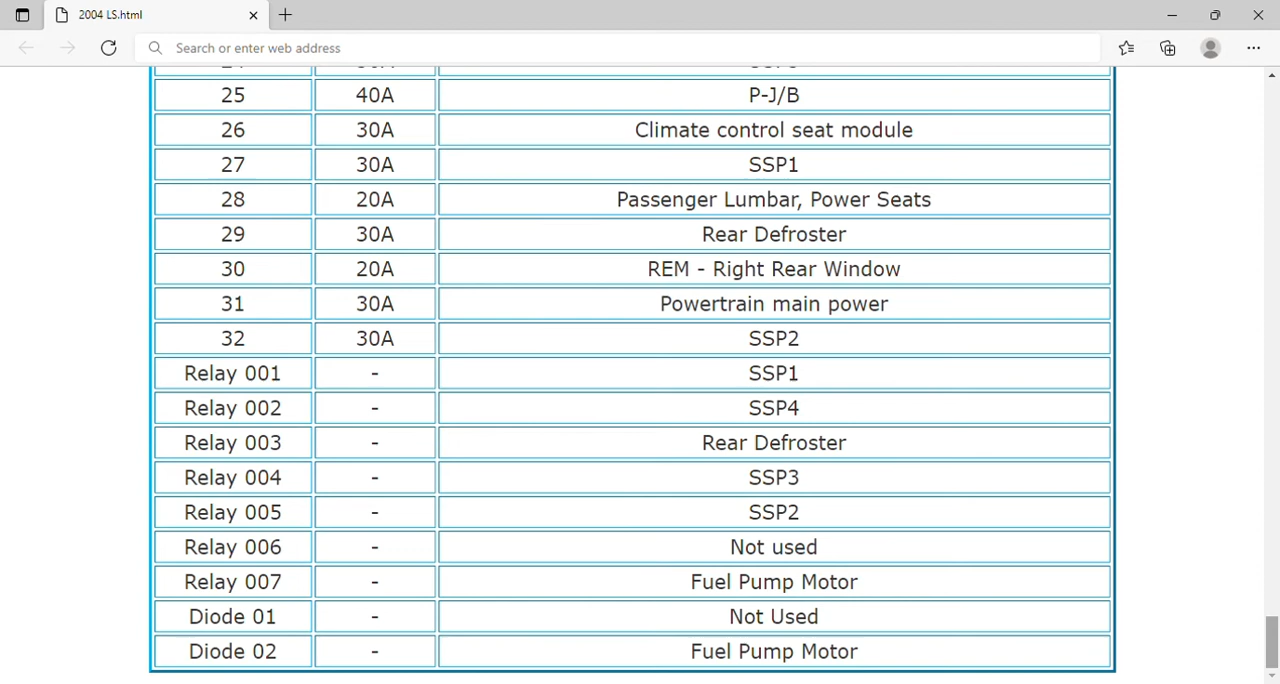 2004 LS.html
Search or enter web address
25 40A P-J/B
26 30A Climate control seat module
27 30A SSP1
28 20A Passenger Lumbar, Power Seats
29 30A Rear Defroster
30 20A REM - Right Rear Window
31 30A Powertrain main power
32 30A SSP2
Relay 001 - SSP1
Relay 002 - SSP4
Relay 003 - Rear Defroster
Relay 004 - SSP3
Relay 005 - SSP2
Relay 006 - Not used
Relay 007 - Fuel Pump Motor
Diode 01 - Not Used
Diode 02 - Fuel Pump Motor